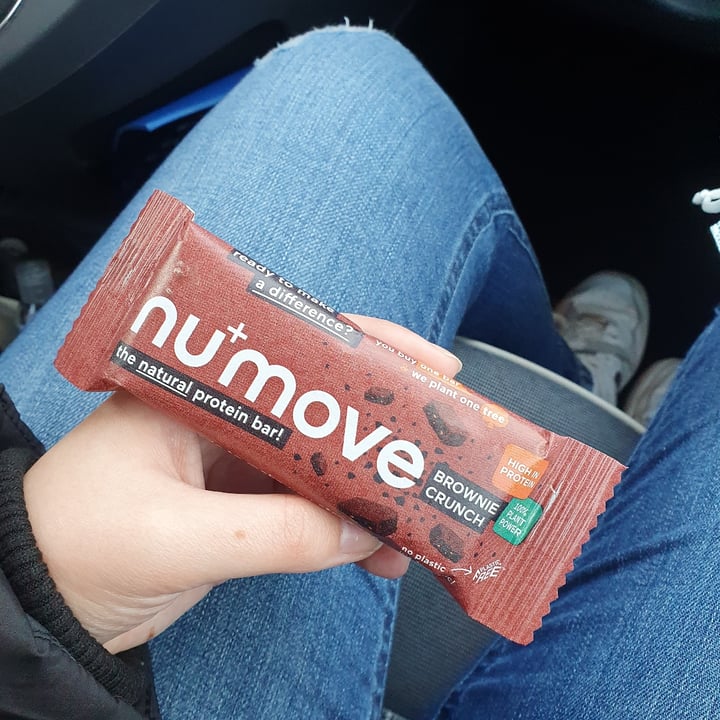 ready to make
a difference?
nu+move
the natural protein bar!
you buy one bar
& we plant one tree
HIGH IN
PROTEIN
BROWNIE
CRUNCH
100%
PLANT
POWER
no plastic
PLASTIC
FREE